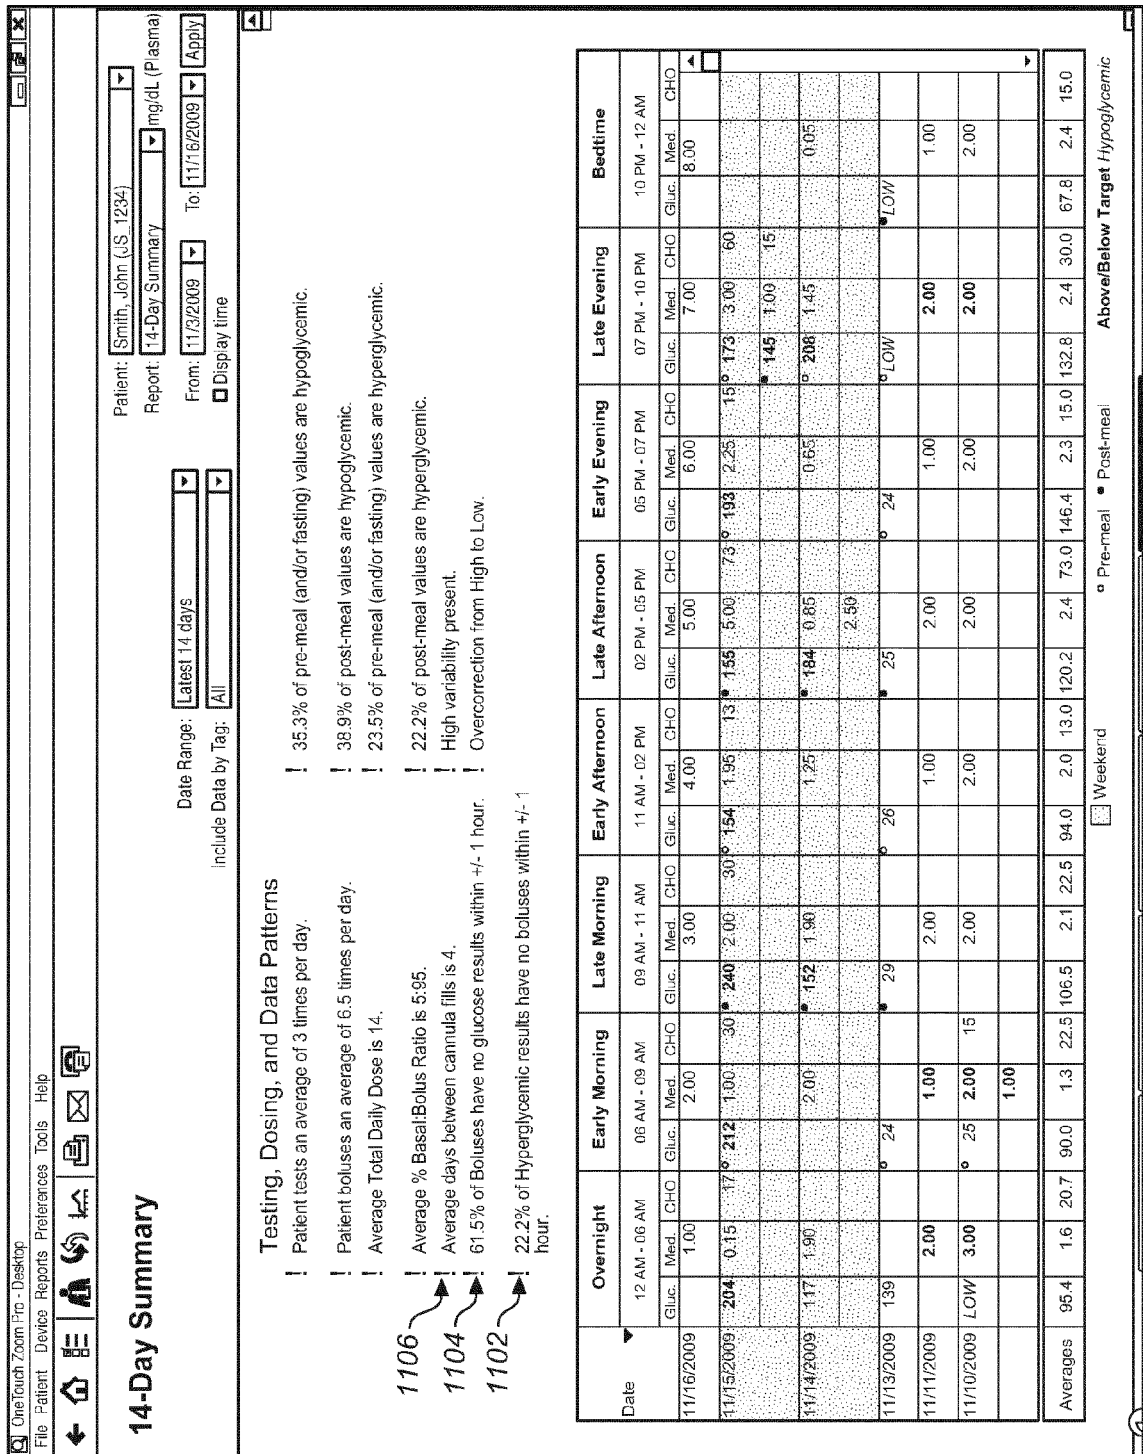 OneTouch Zoom Pro - Desktop
File Patient Device Reports Preferences Tools Help
14-Day Summary
Patient: Smith, John (JS_1234)
Report: 14-Day Summary mg/dL (Plasma)
Date Range: Latest 14 days From: 11/3/2009 To: 11/16/2009 Apply
Include Data by Tag: All Display time
Testing, Dosing, and Data Patterns
! Patient tests an average of 3 times per day.
! Patient boluses an average of 6.5 times per day.
! Average Total Daily Dose is 14.
! Average % Basal:Bolus Ratio is 5:95.
1106 ! Average days between cannula fills is 4.
1104 ! 61.5% of Boluses have no glucose results within +/- 1 hour.
1102 ! 22.2% of Hyperglycemic results have no boluses within +/- 1 hour.
! 35.3% of pre-meal (and/or fasting) values are hypoglycemic.
! 38.9% of post-meal values are hypoglycemic.
! 23.5% of pre-meal (and/or fasting) values are hyperglycemic.
! 22.2% of post-meal values are hyperglycemic.
! High variability present.
! Overcorrection from High to Low.
Date Overnight Early Morning Late Morning Early Afternoon Late Afternoon Early Evening Late Evening Bedtime
12 AM - 06 AM 06 AM - 09 AM 09 AM - 11 AM 11 AM - 02 PM 02 PM - 05 PM 05 PM - 07 PM 07 PM - 10 PM 10 PM - 12 AM
Gluc. Med. CHO Gluc. Med. CHO Gluc. Med. CHO Gluc. Med. CHO Gluc. Med. CHO Gluc. Med. CHO Gluc. Med. CHO Gluc. Med. CHO
11/16/2009 1.00 2.00 3.00 4.00 5.00 6.00 7.00 8.00
11/15/2009 204 0.15 17 212 1.00 30 240 2.00 30 154 1.95 13 155 5.00 73 193 2.25 15 173 3.00 60
145 1.00 15
11/14/2009 117 1.90 2.00 152 1.90 1.25 184 0.85 0.65 208 1.45 0.05
2.50
11/13/2009 139 24 29 26 25 24 LOW LOW
11/11/2009 2.00 1.00 2.00 1.00 2.00 1.00 2.00 1.00
11/10/2009 LOW 3.00 25 2.00 15 2.00 2.00 2.00 2.00 2.00 2.00
1.00
Averages 95.4 1.6 20.7 90.0 1.3 22.5 106.5 2.1 22.5 94.0 2.0 13.0 120.2 2.4 73.0 146.4 2.3 15.0 132.8 2.4 30.0 67.8 2.4 15.0
Weekend Pre-meal Post-meal Above/Below Target Hypoglycemic